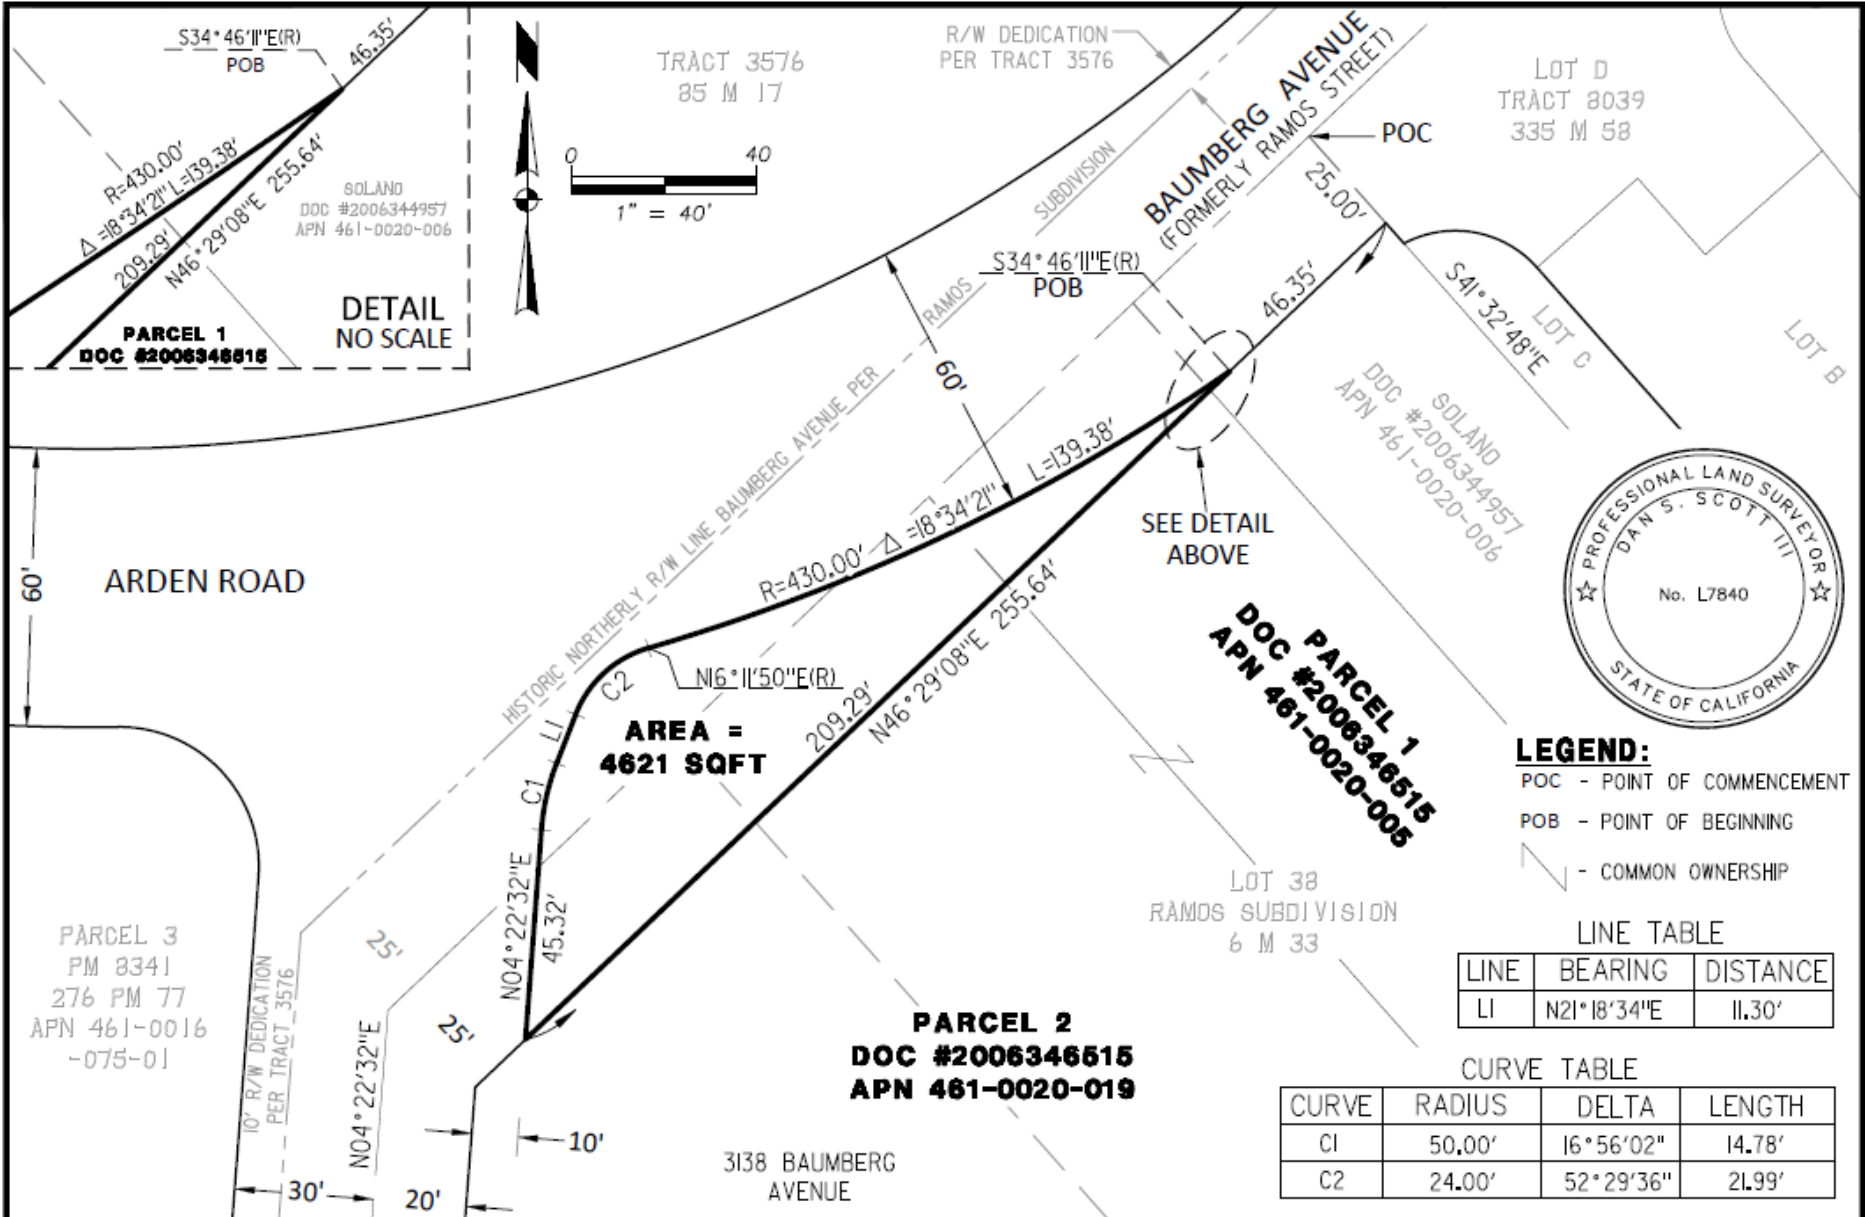 S34°46'11"E(R)
POB
46.35'
R=430.00'
Δ=18°34'21" L=139.38'
209.29'
N46°29'08"E 255.64'
SOLANO
DOC #2006344957
APN 461-0020-006
DETAIL
NO SCALE
PARCEL 1
DOC #2006346515
TRACT 3576
85 M 17
0 40
1" = 40'
R/W DEDICATION
PER TRACT 3576
BAUMBERG AVENUE
(FORMERLY RAMOS STREET)
POC
LOT D
TRACT 8039
335 M 58
25.00'
S34°46'11"E(R)
POB
46.35'
S41°32'48"E
LOT C
LOT B
SOLANO
DOC #2006344957
APN 461-0020-006
HISTORIC NORTHERLY R/W LINE BAUMBERG AVENUE PER RAMOS SUBDIVISION
60'
R=430.00' Δ=18°34'21" L=139.38'
SEE DETAIL
ABOVE
60'
ARDEN ROAD
N16°11'50"E(R)
C2
L1
C1
AREA =
4621 SQFT
209.29'
N46°29'08"E 255.64'
PARCEL 1
DOC #2006346515
APN 461-0020-005
PROFESSIONAL LAND SURVEYOR
DAN S. SCOTT III
No. L7840
STATE OF CALIFORNIA
LEGEND:
POC - POINT OF COMMENCEMENT
POB - POINT OF BEGINNING
- COMMON OWNERSHIP
N04°22'32"E
45.32'
LOT 38
RAMOS SUBDIVISION
6 M 33
PARCEL 3
PM 8341
276 PM 77
APN 461-0016
-075-01
10' R/W DEDICATION
PER TRACT 3576
25'
25'
N04°22'32"E
30'
20'
10'
PARCEL 2
DOC #2006346515
APN 461-0020-019
3138 BAUMBERG
AVENUE
LINE TABLE
LINE BEARING DISTANCE
L1 N21°18'34"E 11.30'
CURVE TABLE
CURVE RADIUS DELTA LENGTH
C1 50.00' 16°56'02" 14.78'
C2 24.00' 52°29'36" 21.99'